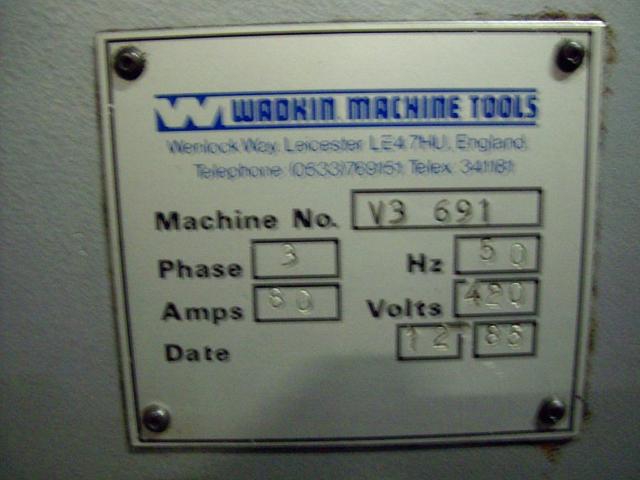 W WADKIN MACHINE TOOLS
Wenlock Way, Leicester LE4 7HU, England.
Telephone: (0533)769151, Telex: 341181
Machine No. V3 691
Phase 3 Hz 50
Amps 80 Volts 420
Date 12 85